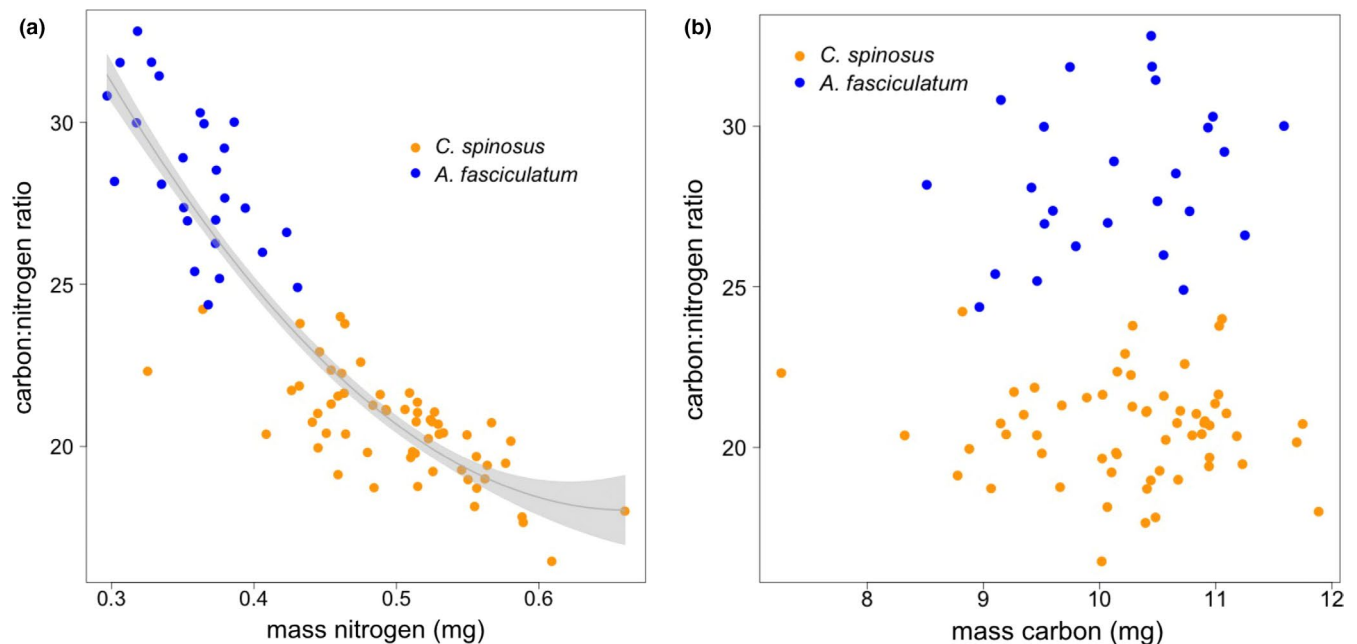 (a)
carbon:nitrogen ratio
30
25
20
C. spinosus
A. fasciculatum
0.3 0.4 0.5 0.6
mass nitrogen (mg)
(b)
carbon:nitrogen ratio
30
25
20
C. spinosus
A. fasciculatum
8 9 10 11 12
mass carbon (mg)